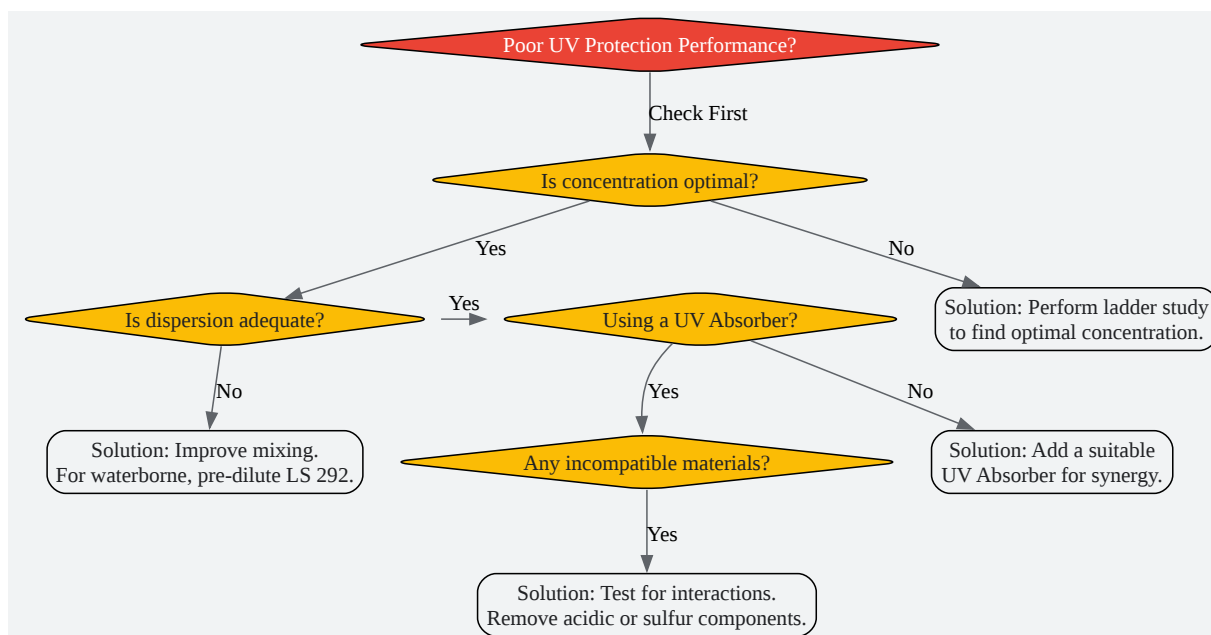 Poor UV Protection Performance?
Check First
Is concentration optimal?
Yes
No
Is dispersion adequate?
Yes
Using a UV Absorber?
Solution: Perform ladder study
to find optimal concentration.
No
Yes
No
Solution: Improve mixing.
For waterborne, pre-dilute LS 292.
Any incompatible materials?
Solution: Add a suitable
UV Absorber for synergy.
Yes
Solution: Test for interactions.
Remove acidic or sulfur components.